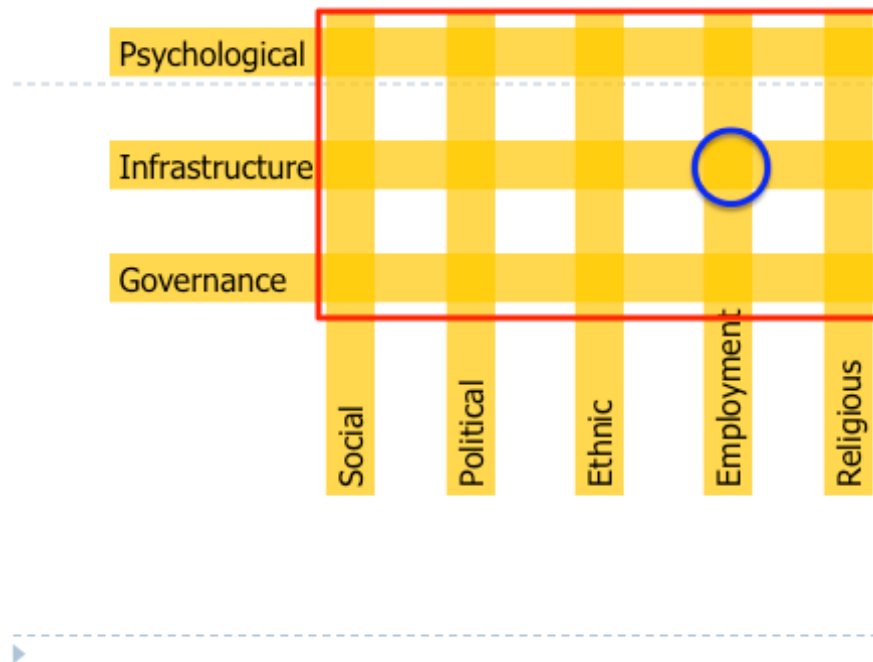 Psychological
Infrastructure
Governance
Social
Political
Ethnic
Employment
Religious